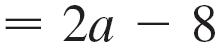 = 2a − 8